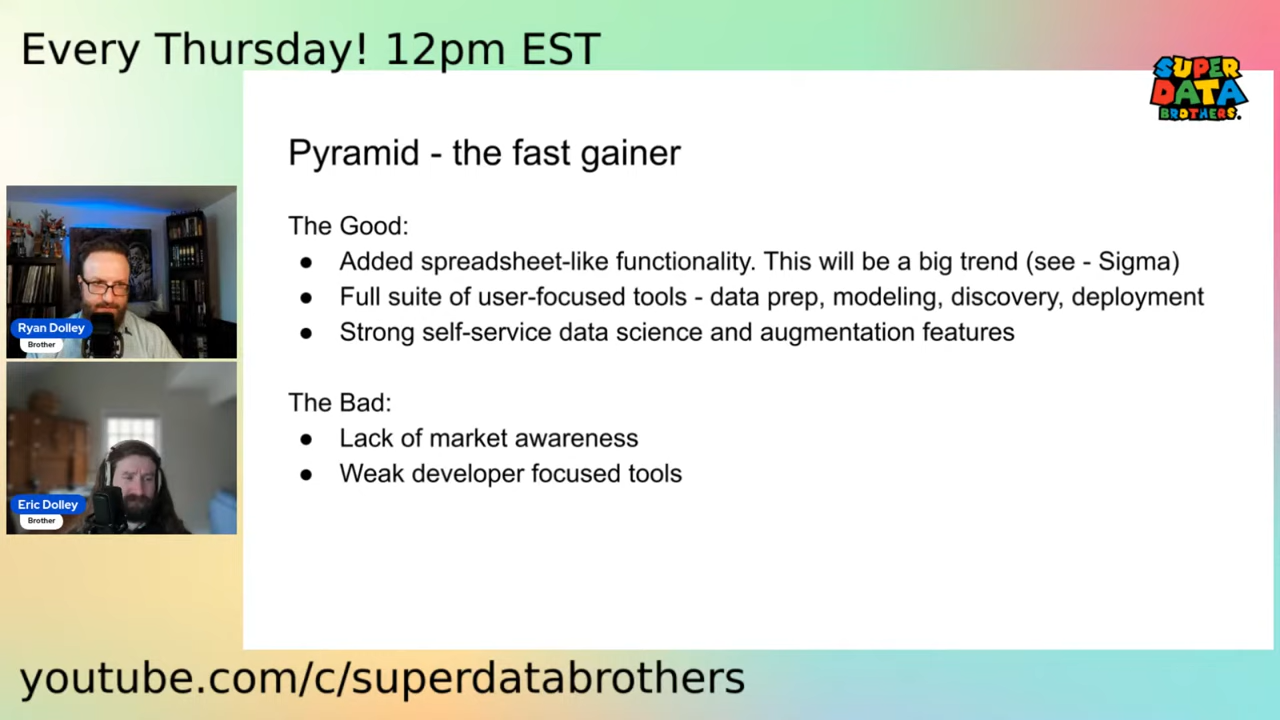 Every Thursday! 12pm EST
SUPER
DATA
BROTHERS.
Pyramid - the fast gainer
The Good:
● Added spreadsheet-like functionality. This will be a big trend (see - Sigma)
● Full suite of user-focused tools - data prep, modeling, discovery, deployment
● Strong self-service data science and augmentation features
The Bad:
● Lack of market awareness
● Weak developer focused tools
Ryan Dolley
Brother
Eric Dolley
Brother
youtube.com/c/superdatabrothers